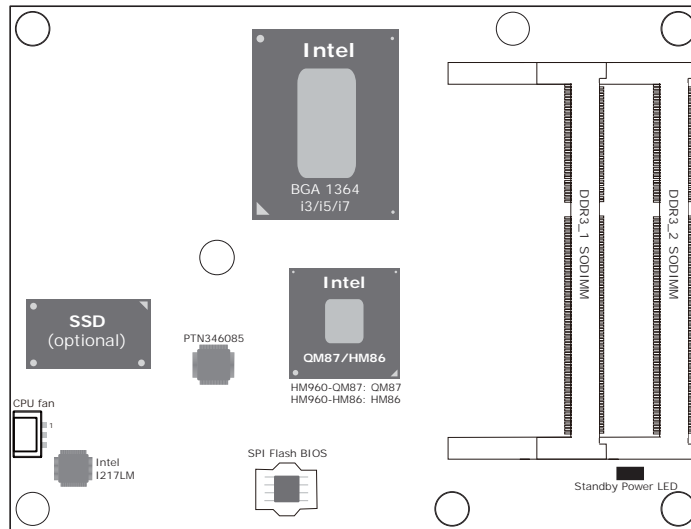 Intel
BGA 1364
i3/i5/i7
DDR3_1 SODIMM
DDR3_2 SODIMM
Intel
QM87/HM86
HM960-QM87: QM87
HM960-HM86: HM86
SSD
(optional)
PTN346085
CPU fan
1
Intel
I217LM
SPI Flash BIOS
Standby Power LED